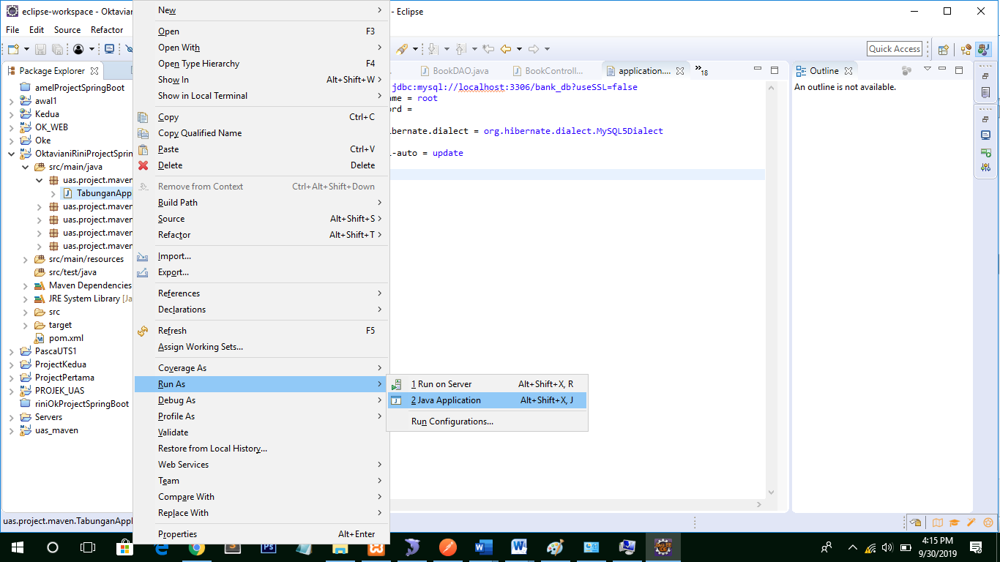 eclipse-workspace - Oktavian
- Eclipse
File Edit Source Refactor
Quick Access
Package Explorer
amelProjectSpringBoot
awal1
Kedua
OK_WEB
Oke
OktavianiRiniProjectSprin
src/main/java
uas.project.maven
TabunganApp
uas.project.maven
uas.project.maven
uas.project.maven
uas.project.maven
src/main/resources
src/test/java
Maven Dependencies
JRE System Library [Ja
src
target
pom.xml
PascaUTS1
ProjectKedua
ProjectPertama
PROJEK_UAS
riniOkProjectSpringBoot
Servers
uas_maven
uas.project.maven.TabunganAppl
New
Open F3
Open With
Open Type Hierarchy F4
Show In Alt+Shift+W
Show in Local Terminal
Copy Ctrl+C
Copy Qualified Name
Paste Ctrl+V
Delete Delete
Remove from Context Ctrl+Alt+Shift+Down
Build Path
Source Alt+Shift+S
Refactor Alt+Shift+T
Import...
Export...
References
Declarations
Refresh F5
Assign Working Sets...
Coverage As
Run As
Debug As
Profile As
Validate
Restore from Local History...
Web Services
Team
Compare With
Replace With
Properties Alt+Enter
1 Run on Server Alt+Shift+X, R
2 Java Application Alt+Shift+X, J
Run Configurations...
BookDAO.java BookControll... application.... »18
jdbc:mysql://localhost:3306/bank_db?useSSL=false
ame = root
ord =
ibernate.dialect = org.hibernate.dialect.MySQL5Dialect
l-auto = update
Outline
An outline is not available.
4:15 PM
9/30/2019